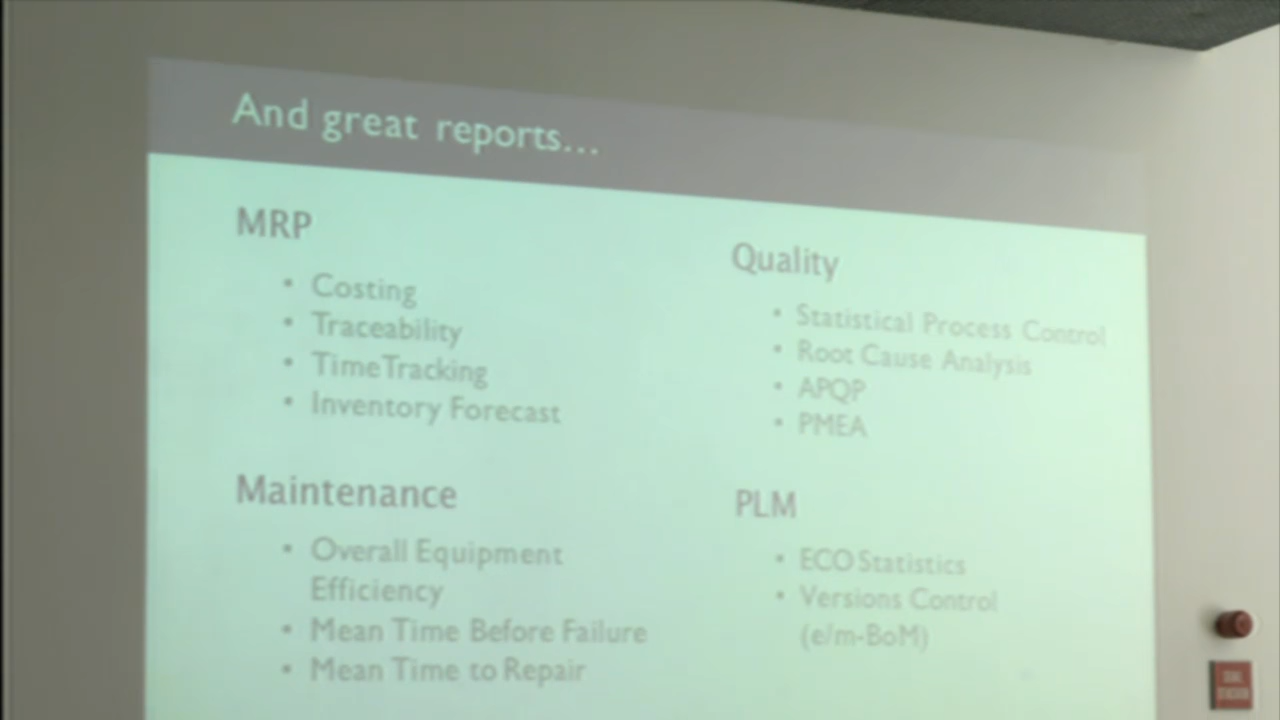 And great reports...
MRP
• Costing
• Traceability
• Time Tracking
• Inventory Forecast
Maintenance
• Overall Equipment
Efficiency
• Mean Time Before Failure
• Mean Time to Repair
Quality
• Statistical Process Control
• Root Cause Analysis
• APQP
• PMEA
PLM
• ECO Statistics
• Versions Control
(e/m-BoM)